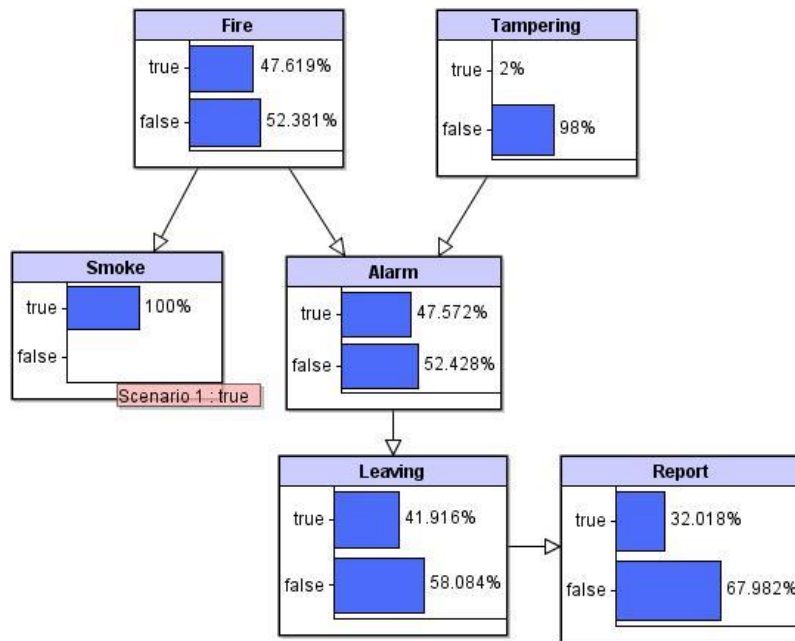 Fire
true
47.619%
false
52.381%
Tampering
true
2%
false
98%
Smoke
true
100%
false
Scenario 1 : true
Alarm
true
47.572%
false
52.428%
Leaving
true
41.916%
false
58.084%
Report
true
32.018%
false
67.982%